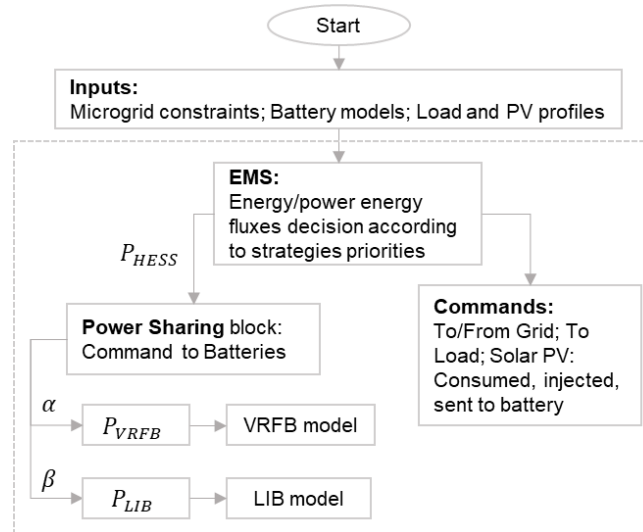 Start
Inputs:
Microgrid constraints; Battery models; Load and PV profiles
EMS:
Energy/power energy
fluxes decision according
to strategies priorities
P_HESS
Power Sharing block:
Command to Batteries
Commands:
To/From Grid; To
Load; Solar PV:
Consumed, injected,
sent to battery
α
P_VRFB
VRFB model
β
P_LIB
LIB model